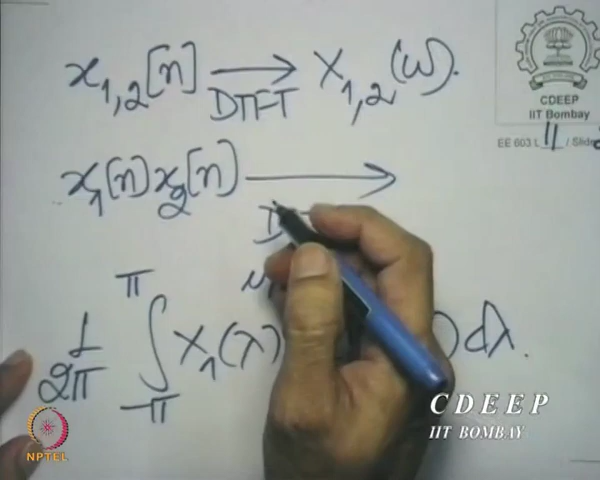 x₁,₂[n] → X₁,₂(ω).
DTFT
CDEEP
IIT Bombay
EE 603 L 11 / Slide
x₁[n] x₂[n] →
π
1/2π ∫ X₁(λ) ) dλ.
-π
CDEEP
IIT BOMBAY
NPTEL